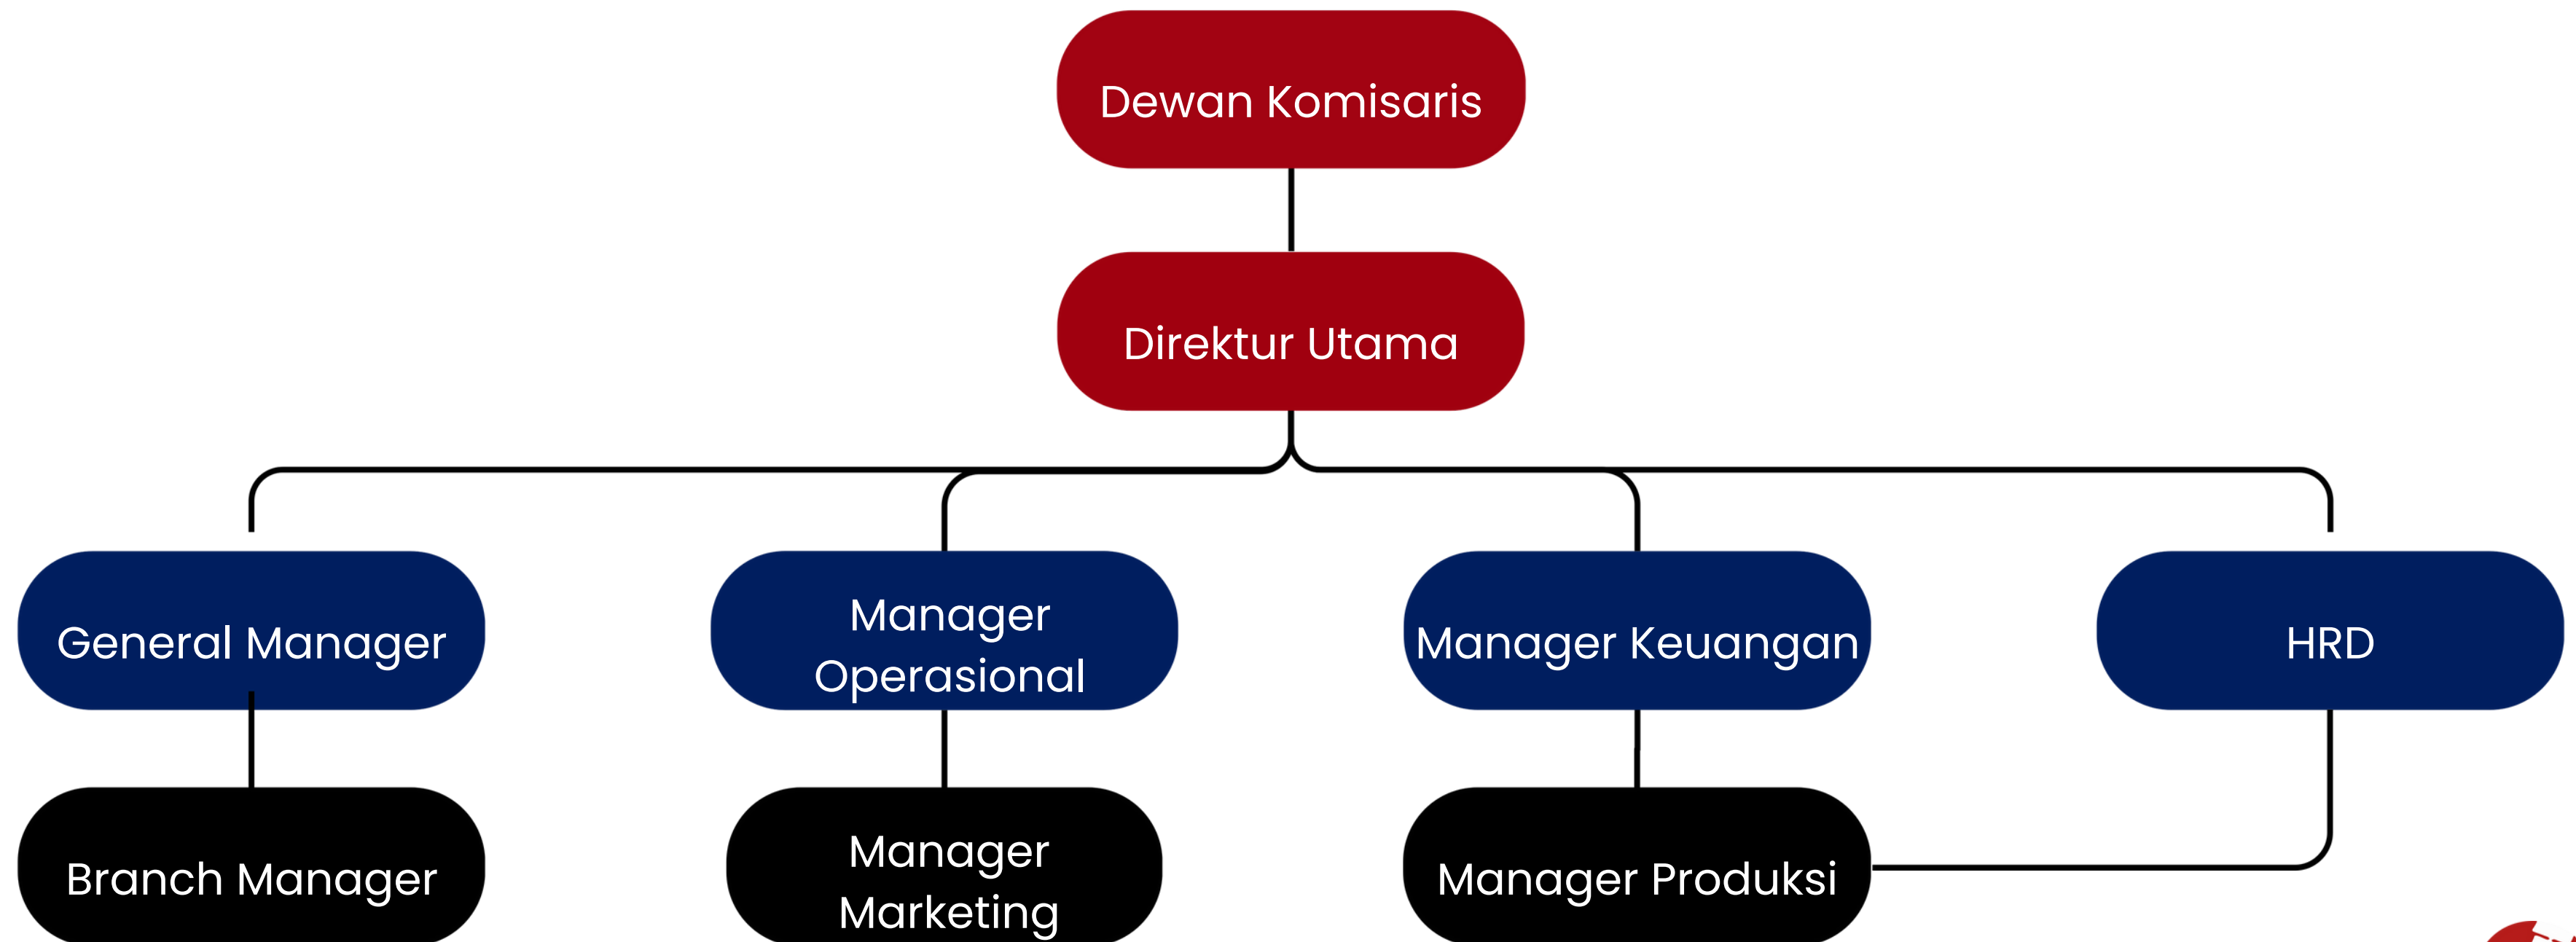 Dewan Komisaris
Direktur Utama
General Manager
Manager
Operasional
Manager Keuangan
HRD
Branch Manager
Manager
Marketing
Manager Produksi